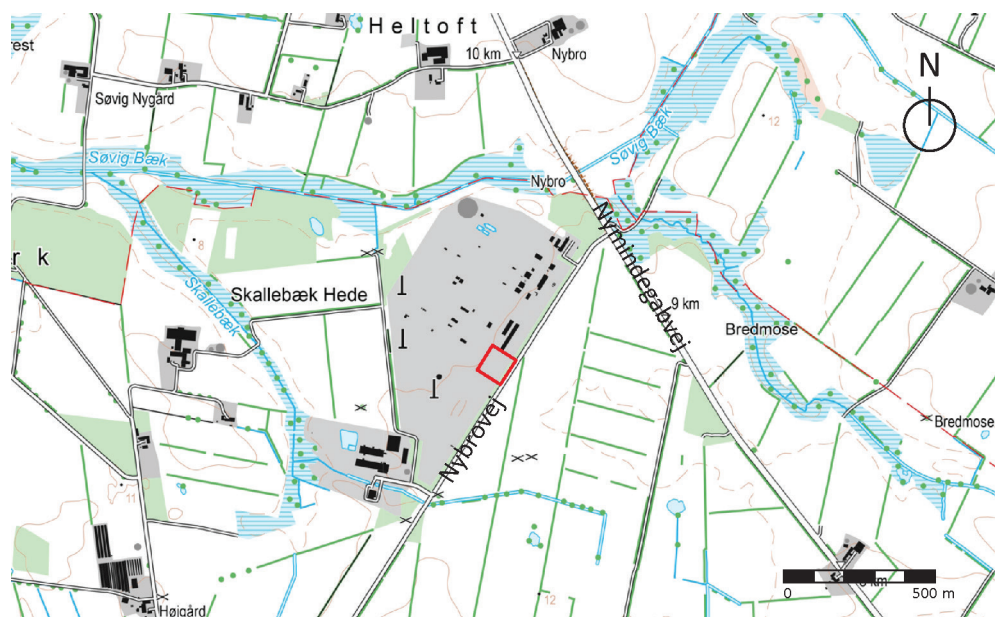 Heltoft
rest
10 km
Nybro
N
Søvig Nygård
12
Søvig Bæk
Søvig Bæk
Nybro
Nymindegabvej
8
r k
Skallebæk Hede
Skallebæk
9 km
Bredmose
Nybrovej
Bredmose
11
12
Højgård
0
500 m